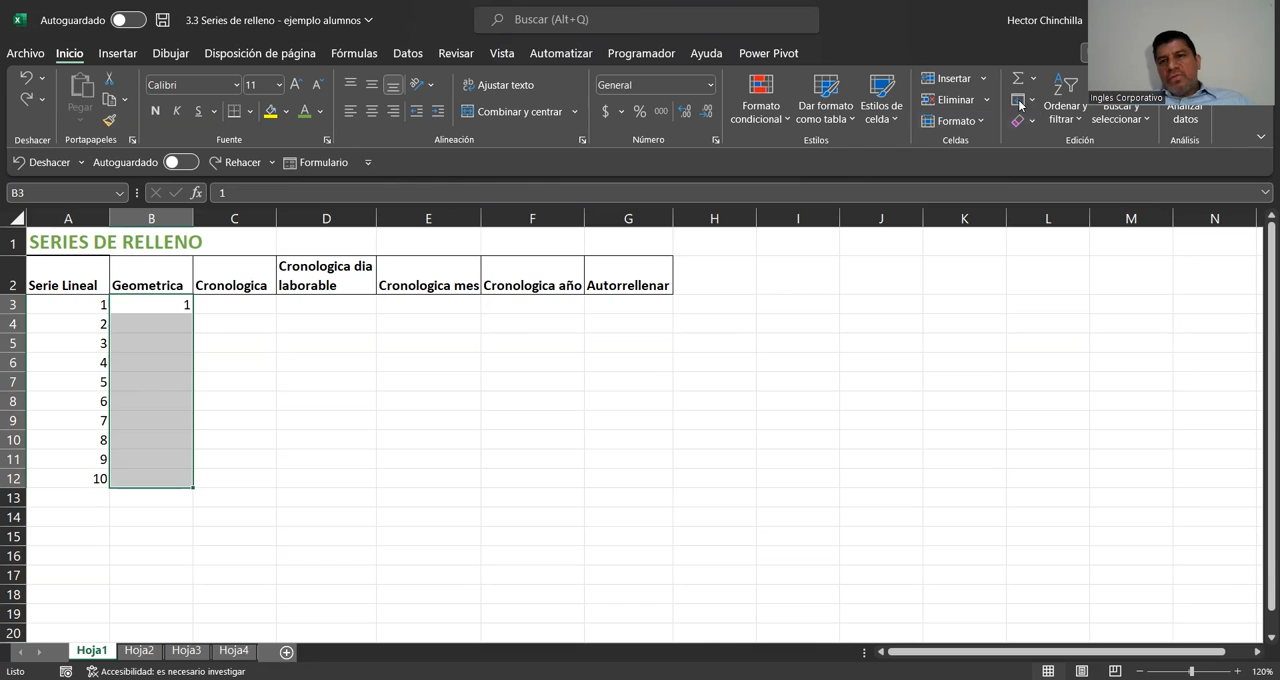 Autoguardado
3.3 Series de relleno - ejemplo alumnos
Buscar (Alt+Q)
Hector Chinchilla
Archivo Inicio Insertar Dibujar Disposición de página Fórmulas Datos Revisar Vista Automatizar Programador Ayuda Power Pivot
Pegar
Calibri 11
N K S
Ajustar texto
Combinar y centrar
General
$ % 000
Formato condicional
Dar formato como tabla
Estilos de celda
Insertar
Eliminar
Formato
Ordenar y filtrar
Buscar y seleccionar
Analizar datos
Ingles Corporativo
Deshacer Portapapeles Fuente Alineación Número Estilos Celdas Edición Análisis
Deshacer Autoguardado Rehacer Formulario
B3 fx 1
A B C D E F G H I J K L M N
1 SERIES DE RELLENO
2 Serie Lineal Geometrica Cronologica Cronologica dia laborable Cronologica mes Cronologica año Autorrellenar
3 1 1
4 2
5 3
6 4
7 5
8 6
9 7
10 8
11 9
12 10
13
14
15
16
17
18
19
20
Hoja1 Hoja2 Hoja3 Hoja4
Listo Accesibilidad: es necesario investigar 120%